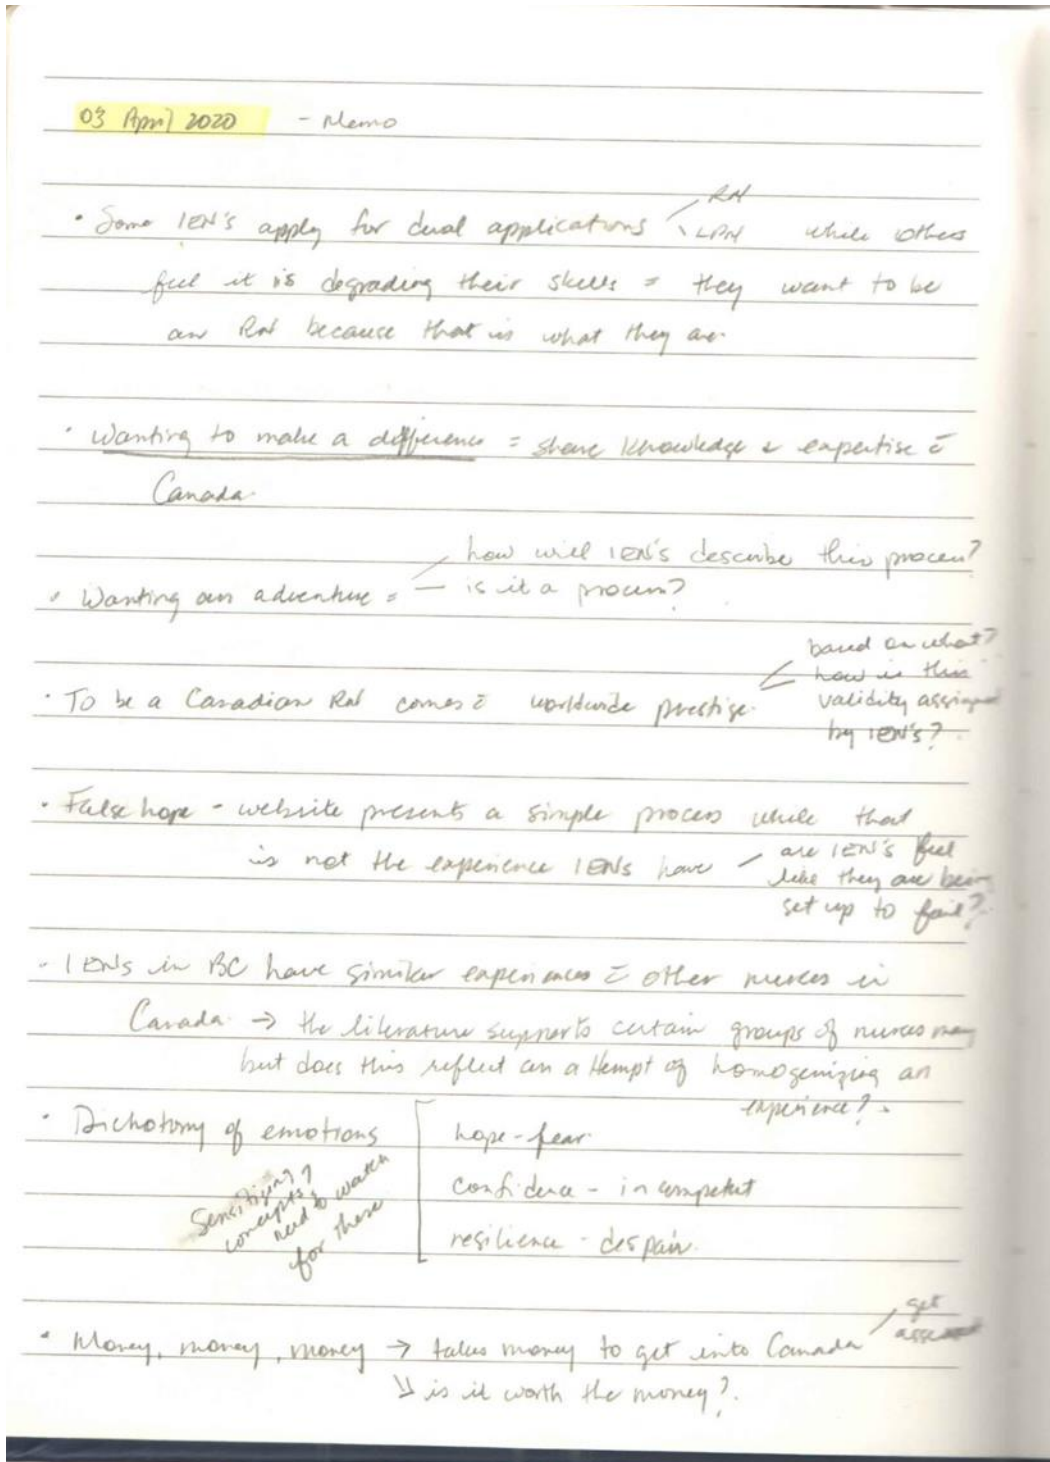 03 April 2020 - Memo
RN
• Some IEN's apply for dual applications LPN while others
feel it is degrading their skills = they want to be
an RN because that is what they are.
• Wanting to make a difference = share knowledge & expertise c̄
Canada.
how will IEN's describe this process?
• Wanting an adventure = — is it a process?
based on what?
how is this
• To be a Canadian RN comes c̄ worldwide prestige. validity assigned
by IEN's?
• False hope - website presents a simple process while that
is not the experience IENs have - are IEN's feel
like they are being
set up to fail?
- IENs in BC have similar experiences c̄ other nurses in
Canada → the literature supports certain groups of nurses many
but does this reflect an attempt of homogenizing an
experience?
• Dichotomy of emotions
hope - fear
confidence - incompetent
resilience - despair
Sensitizing
concepts?
need to watch
for these
get
• Money, money, money → takes money to get into Canada
↳ is it worth the money?